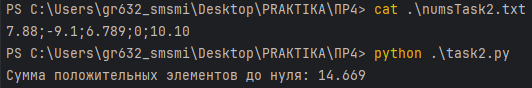 PS C:\Users\gr632_smsmi\Desktop\PRAKTIKA\ПР4> cat .\numsTask2.txt
7.88;-9.1;6.789;0;10.10
PS C:\Users\gr632_smsmi\Desktop\PRAKTIKA\ПР4> python .\task2.py
Сумма положительных элементов до нуля: 14.669